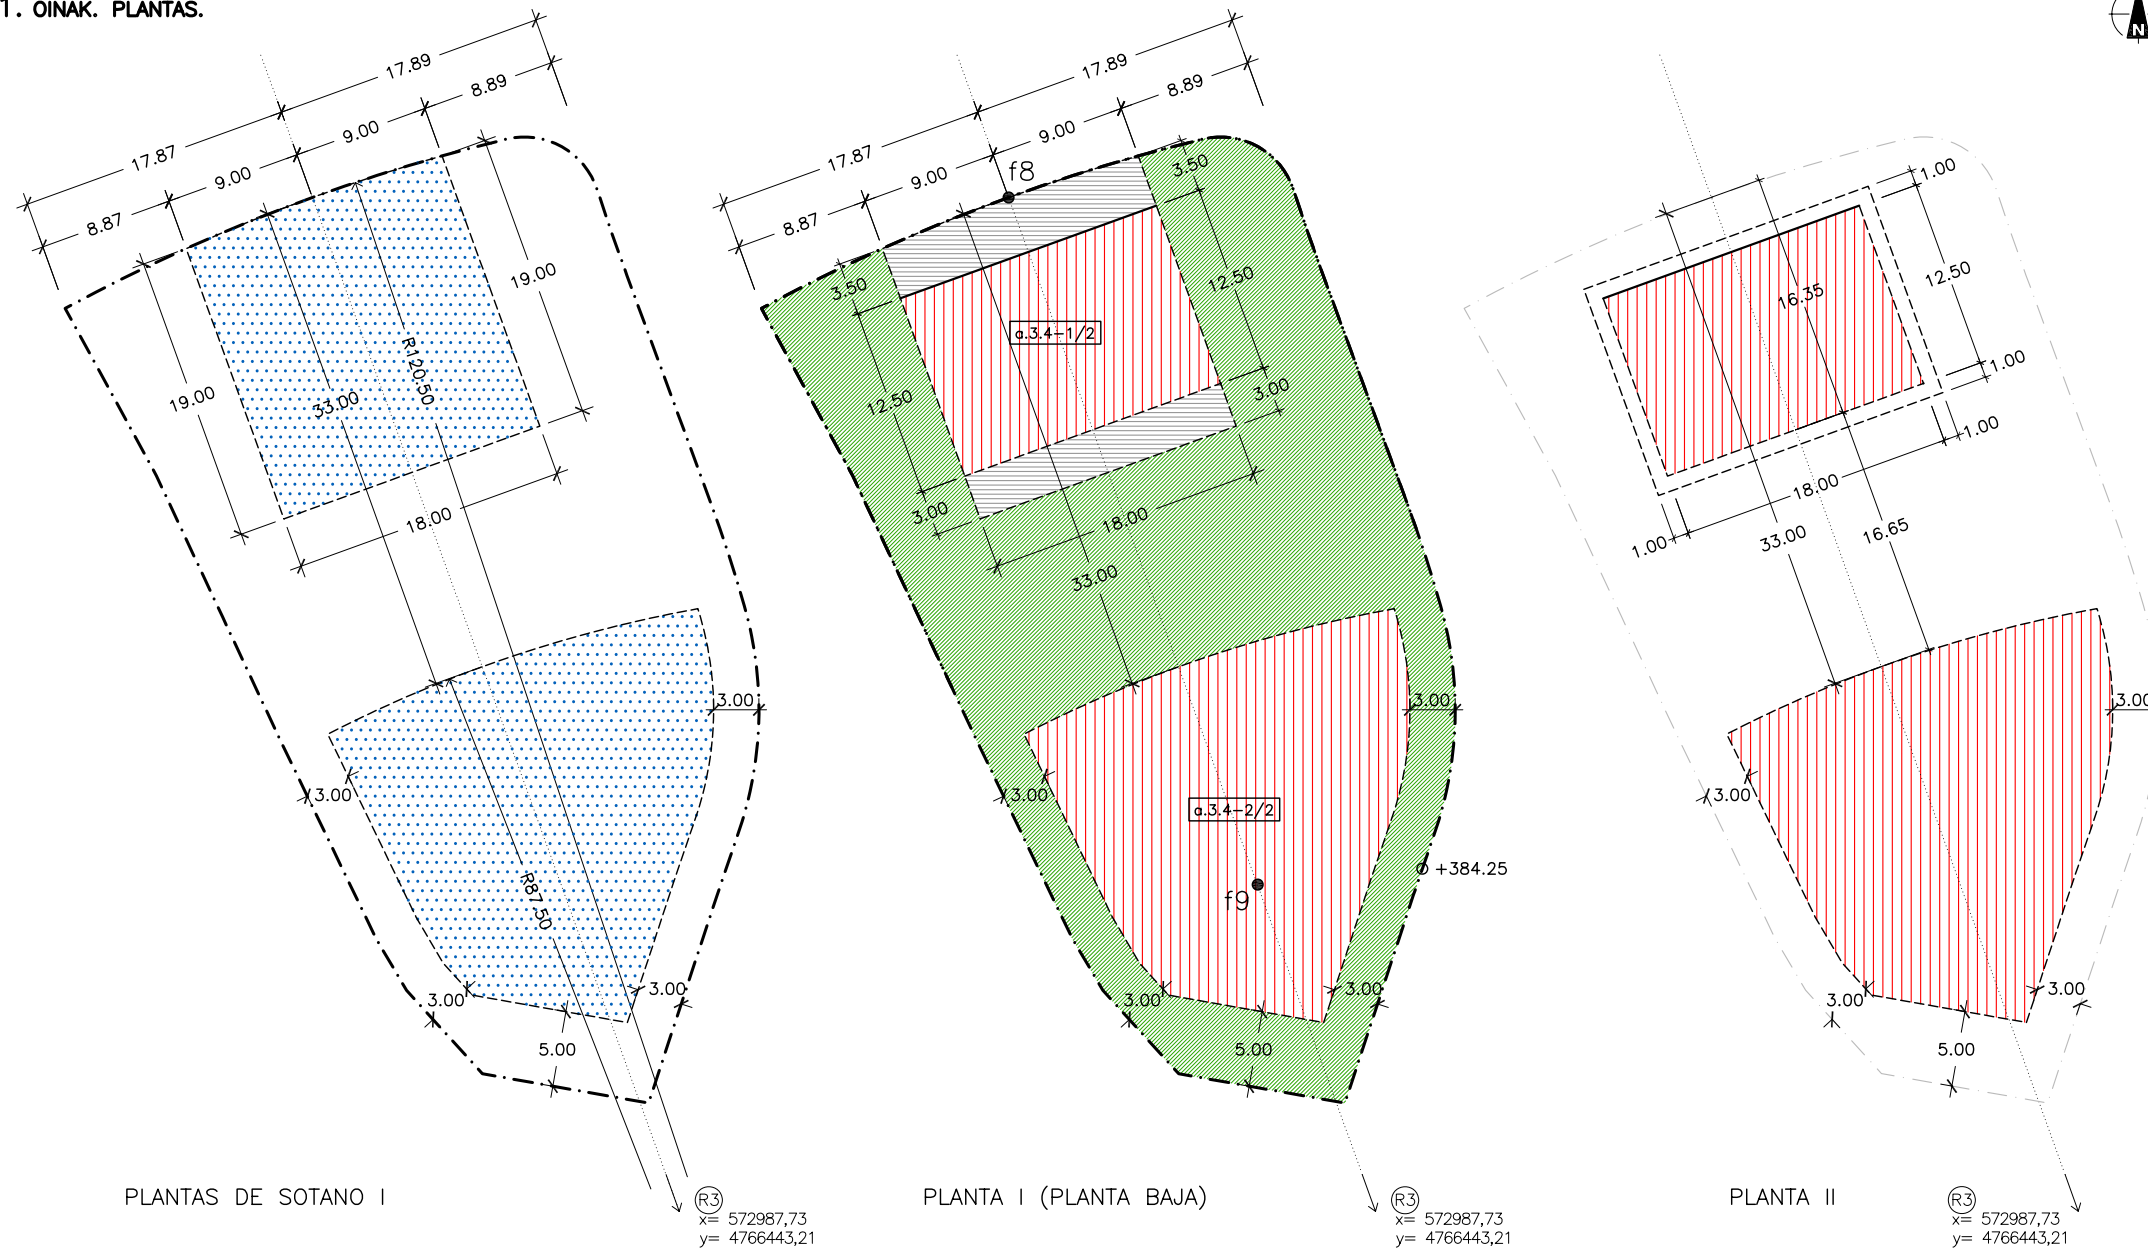 1. OINAK. PLANTAS.
N
17.89
8.89
17.87
9.00
9.00
8.87
19.00
19.00
R120.50
33.00
18.00
3.00
3.00
R87.50
3.00
3.00
5.00
PLANTAS DE SOTANO I
R3
x= 572987,73
y= 4766443,21
17.89
8.89
17.87
9.00
9.00
8.87
f8
3.50
3.50
12.50
a.3.4-1/2
12.50
3.00
3.00
18.00
33.00
3.00
3.00
a.3.4-2/2
+384.25
f9
3.00
3.00
5.00
PLANTA I (PLANTA BAJA)
R3
x= 572987,73
y= 4766443,21
1.00
16.35
12.50
1.00
1.00
18.00
1.00
33.00
16.65
3.00
3.00
3.00
3.00
5.00
PLANTA II
R3
x= 572987,73
y= 4766443,21